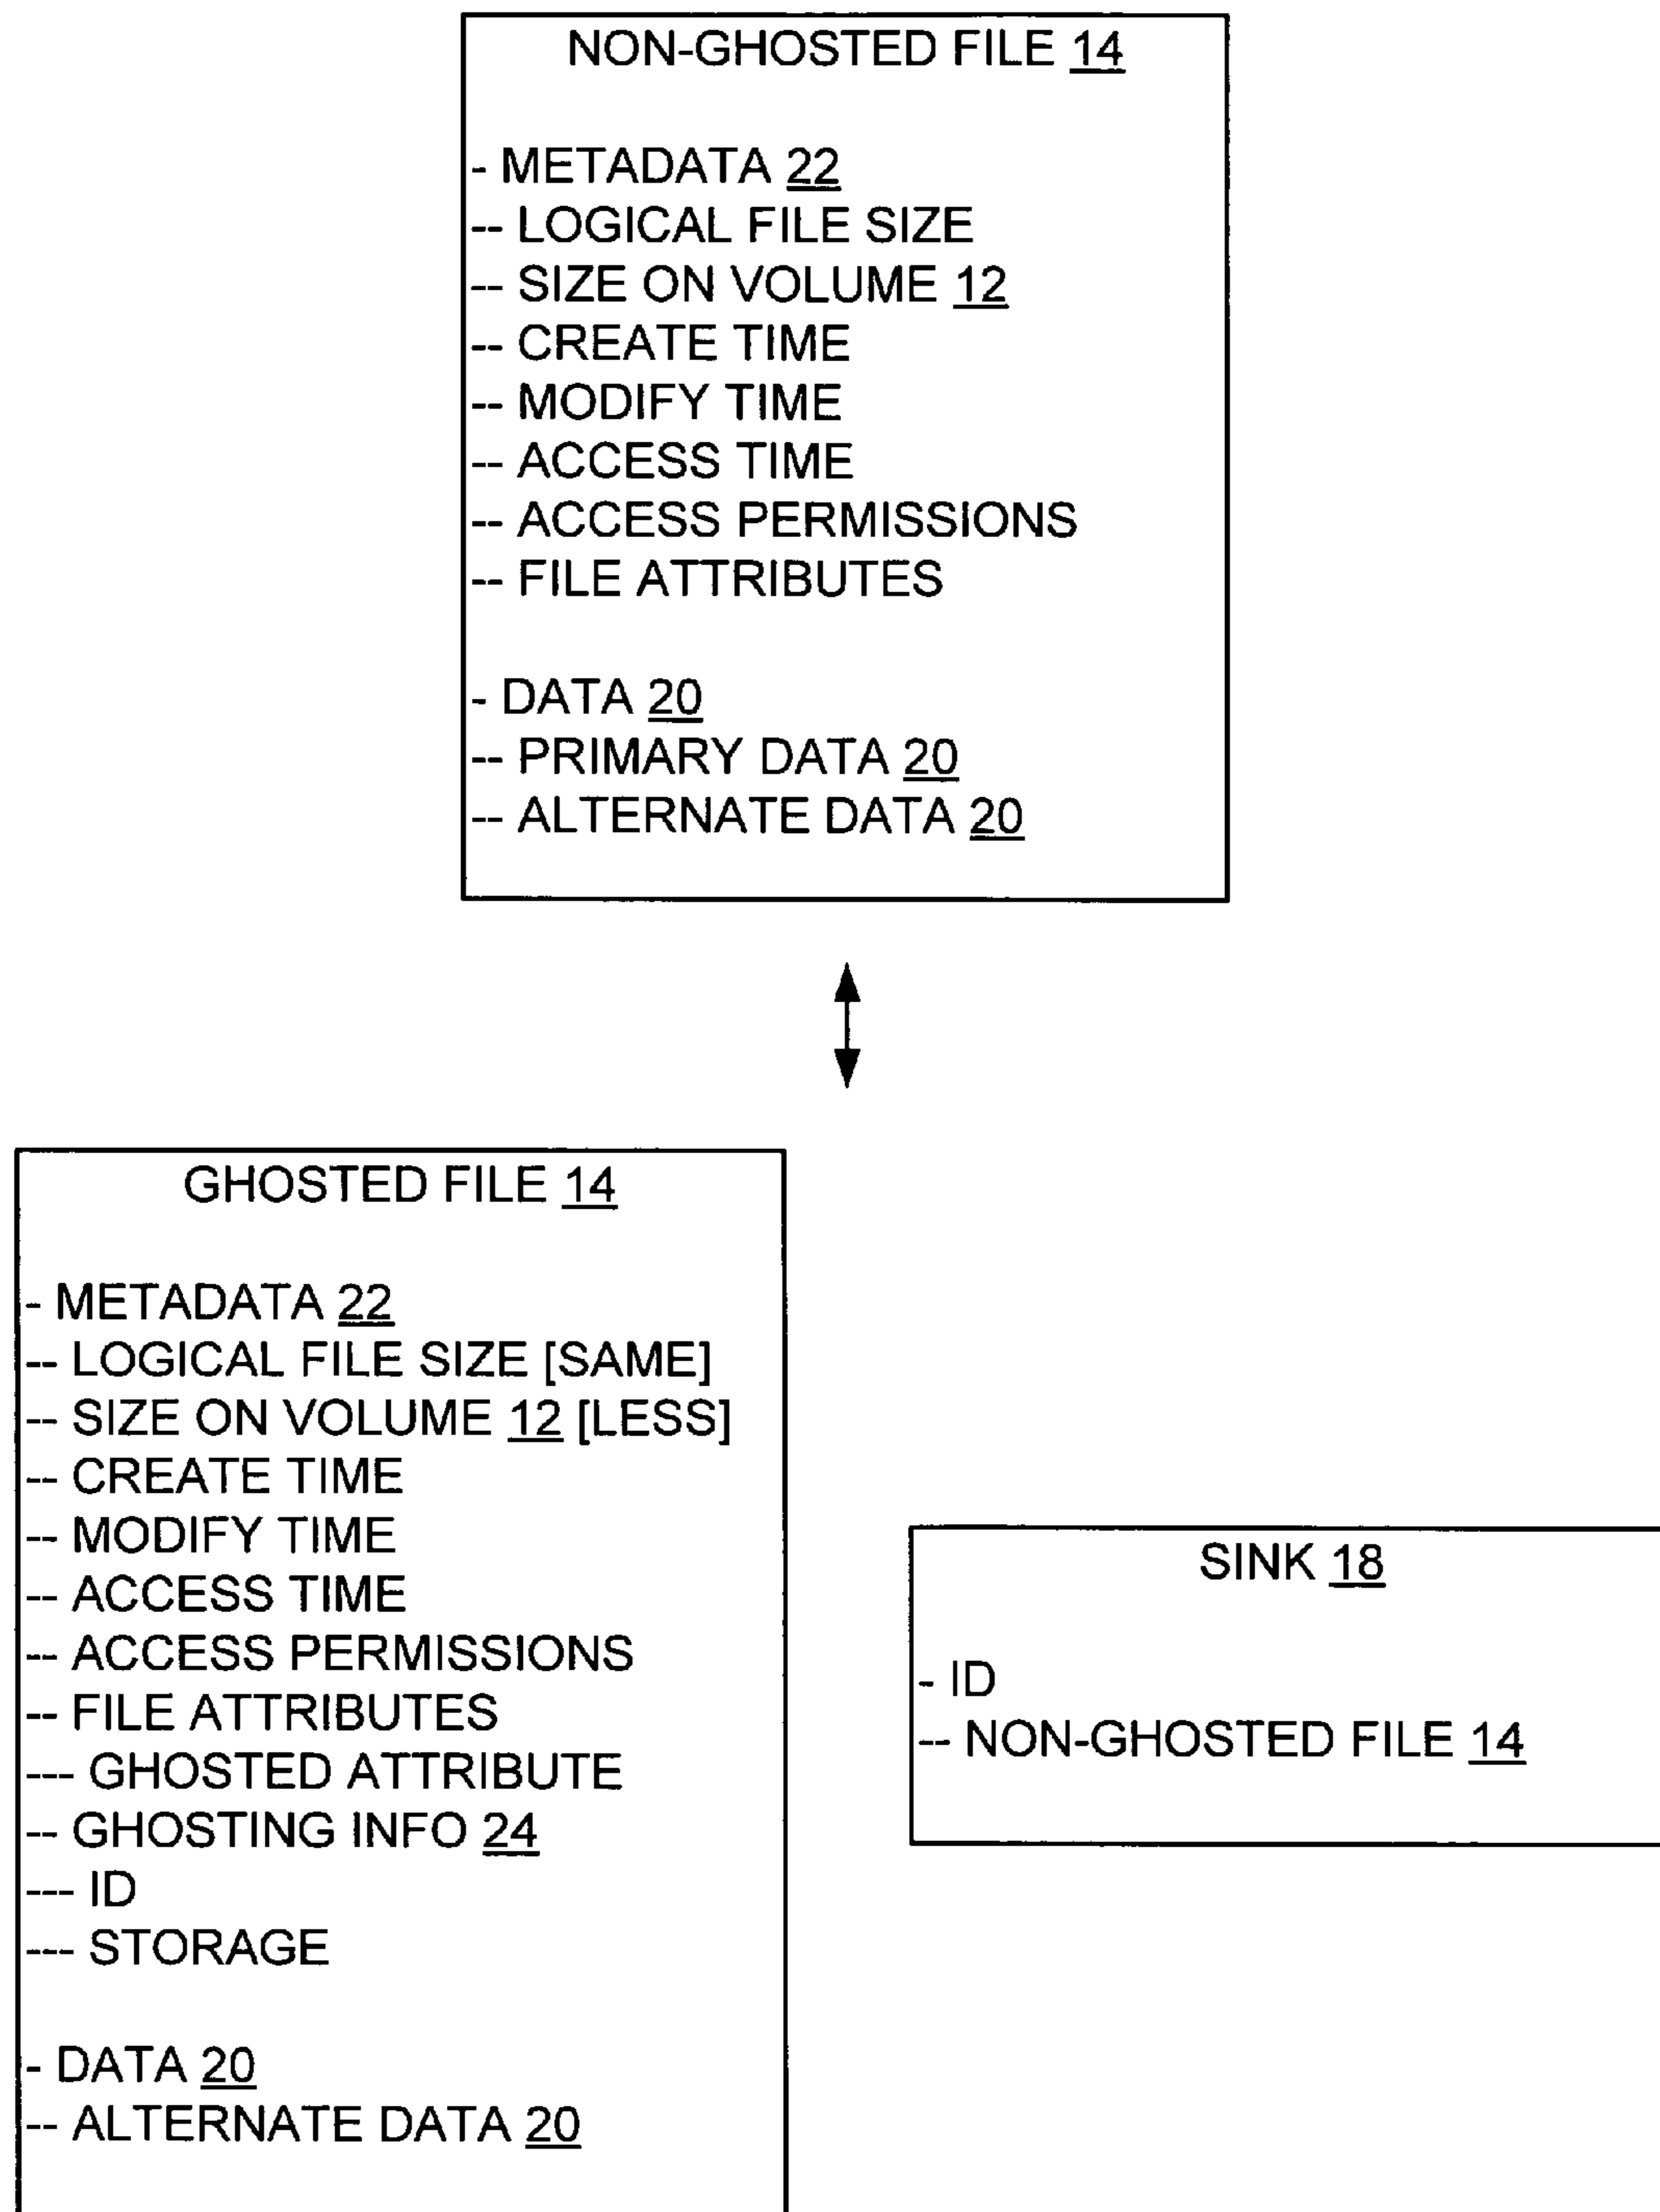 NON-GHOSTED FILE 14
- METADATA 22
-- LOGICAL FILE SIZE
-- SIZE ON VOLUME 12
-- CREATE TIME
-- MODIFY TIME
-- ACCESS TIME
-- ACCESS PERMISSIONS
-- FILE ATTRIBUTES
- DATA 20
-- PRIMARY DATA 20
-- ALTERNATE DATA 20
GHOSTED FILE 14
- METADATA 22
-- LOGICAL FILE SIZE [SAME]
-- SIZE ON VOLUME 12 [LESS]
-- CREATE TIME
-- MODIFY TIME
-- ACCESS TIME
-- ACCESS PERMISSIONS
-- FILE ATTRIBUTES
--- GHOSTED ATTRIBUTE
-- GHOSTING INFO 24
--- ID
--- STORAGE
- DATA 20
-- ALTERNATE DATA 20
SINK 18
- ID
-- NON-GHOSTED FILE 14